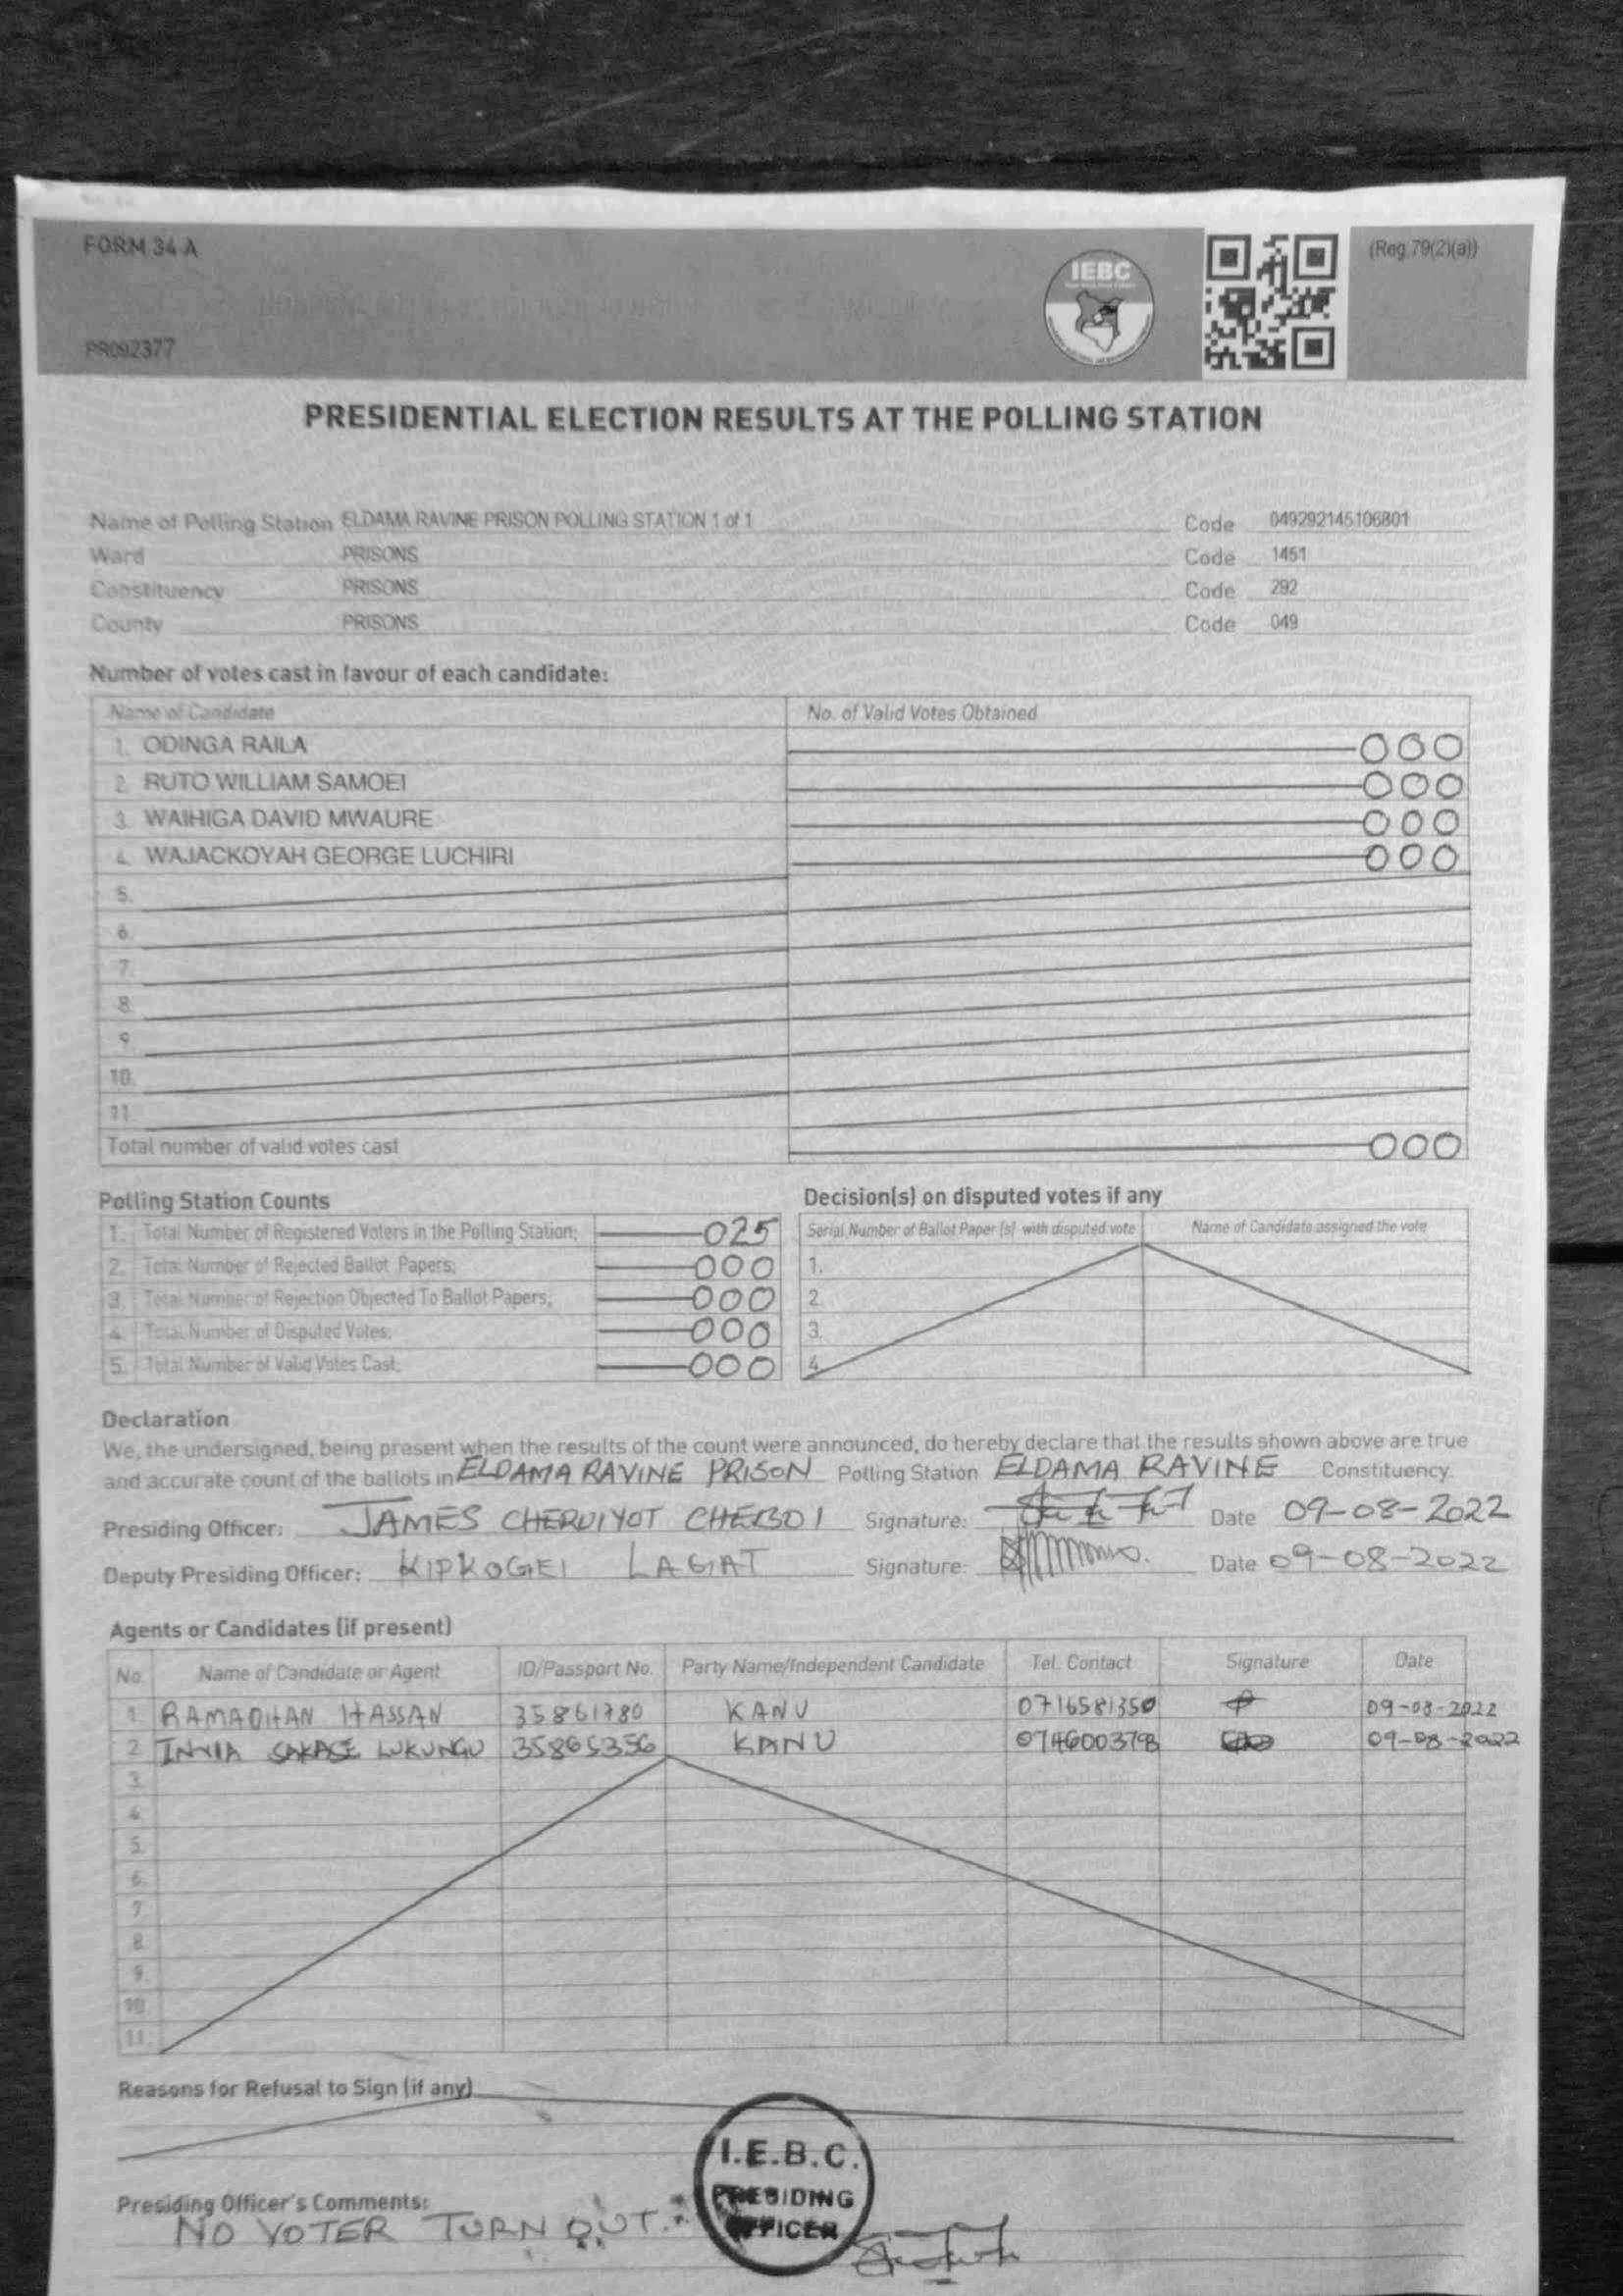 FORM 34 A
IEBC
(Reg 79(2)(a))
PR092377
PRESIDENTIAL ELECTION RESULTS AT THE POLLING STATION
Name of Polling Station ELDAMA RAVINE PRISON POLLING STATION 1 of 1 Code 049292145106801
Ward PRISONS Code 1451
Constituency PRISONS Code 292
County PRISONS Code 049
Number of votes cast in favour of each candidate:
Name of Candidate No. of Valid Votes Obtained
1. ODINGA RAILA 000
2. RUTO WILLIAM SAMOEI 000
3. WAIHIGA DAVID MWAURE 000
4. WAJACKOYAH GEORGE LUCHIRI 000
5.
6.
7.
8.
9.
10.
11.
Total number of valid votes cast 000
Polling Station Counts
1. Total Number of Registered Voters in the Polling Station; 025
2. Total Number of Rejected Ballot Papers; 000
3. Total Number of Rejection Objected To Ballot Papers; 000
4. Total Number of Disputed Votes; 000
5. Total Number of Valid Votes Cast; 000
Decision(s) on disputed votes if any
Serial Number of Ballot Paper (s) with disputed vote Name of Candidate assigned the vote
1.
2.
3.
4.
Declaration
We, the undersigned, being present when the results of the count were announced, do hereby declare that the results shown above are true
and accurate count of the ballots in ELDAMA RAVINE PRISON Polling Station ELDAMA RAVINE Constituency.
Presiding Officer: JAMES CHERUIYOT CHEBOI Signature: Date 09-08-2022
Deputy Presiding Officer: KIPKOGEI LAGAT Signature: Date 09-08-2022
Agents or Candidates (if present)
No. Name of Candidate or Agent ID/Passport No. Party Name/Independent Candidate Tel. Contact Signature Date
1. RAMADHAN HASSAN 35861780 KANU 0716581350 09-08-2022
2. LUKUNGU 35865356 KANU 09-08-2022
3.
4.
5.
6.
7.
8.
9.
10.
11.
Reasons for Refusal to Sign (if any)
I.E.B.C.
PRESIDING
OFFICER
Presiding Officer's Comments:
NO VOTER TURN OUT.